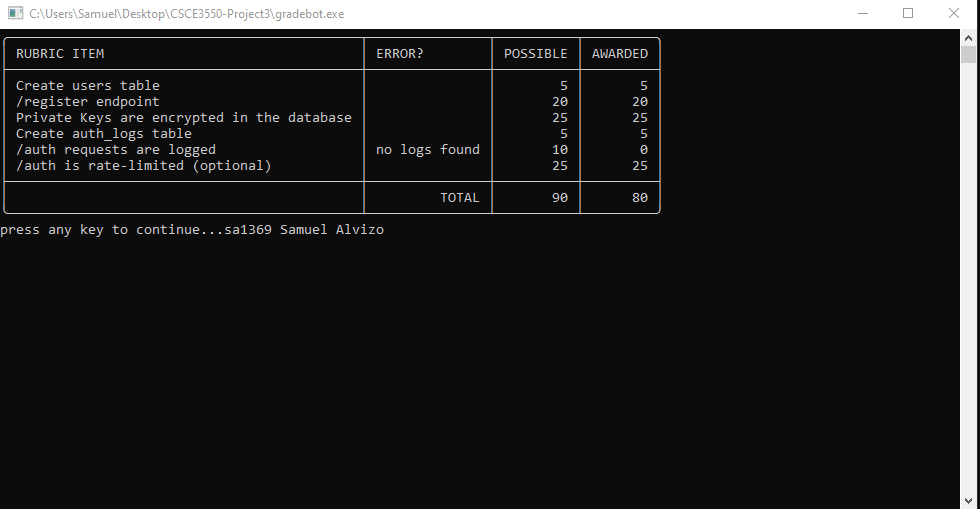 C:\Users\Samuel\Desktop\CSCE3550-Project3\gradebot.exe
RUBRIC ITEM ERROR? POSSIBLE AWARDED
Create users table 5 5
/register endpoint 20 20
Private Keys are encrypted in the database 25 25
Create auth_logs table 5 5
/auth requests are logged no logs found 10 0
/auth is rate-limited (optional) 25 25
TOTAL 90 80
press any key to continue...sa1369 Samuel Alvizo